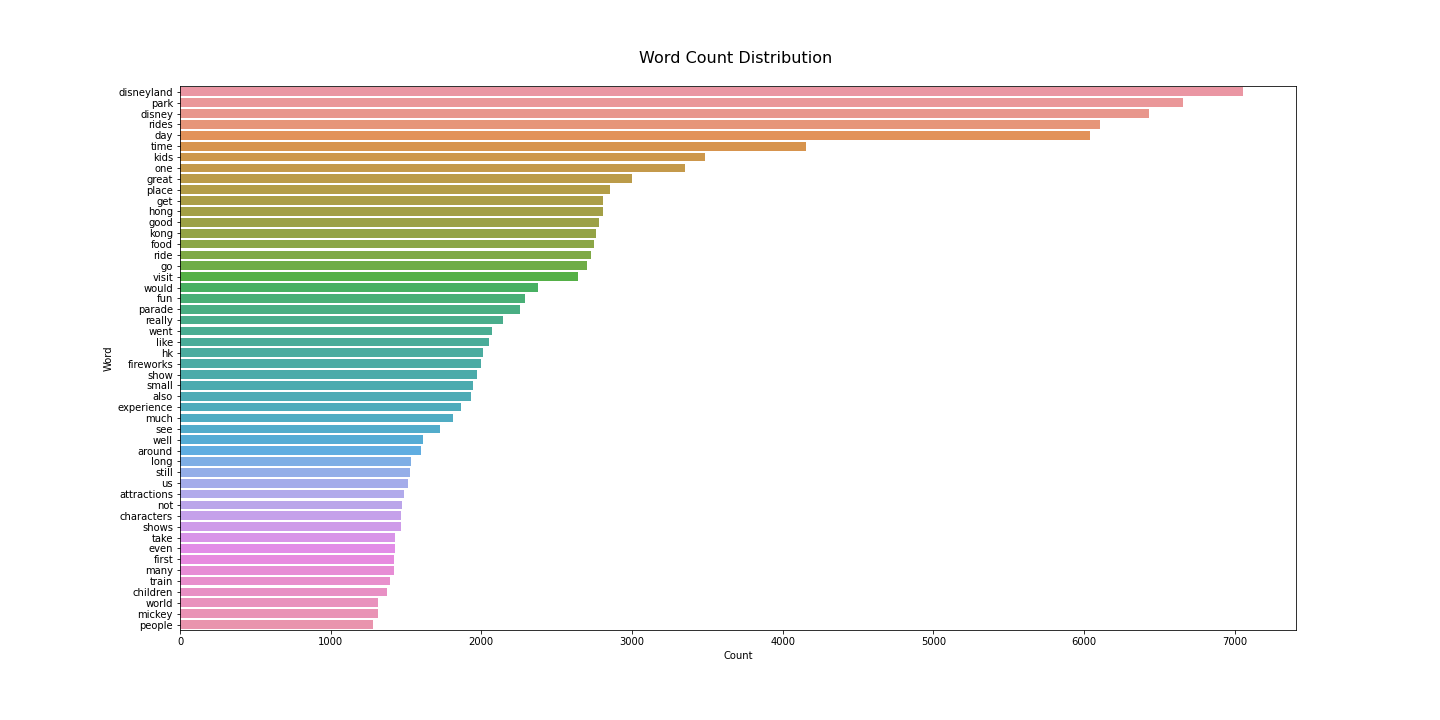 Word Count Distribution
disneyland
park
disney
rides
day
time
kids
one
great
place
get
hong
good
kong
food
ride
go
visit
would
fun
parade
really
went
like
hk
fireworks
show
small
also
experience
much
see
well
around
long
still
us
attractions
not
characters
shows
take
even
first
many
train
children
world
mickey
people
Word
0 1000 2000 3000 4000 5000 6000 7000
Count